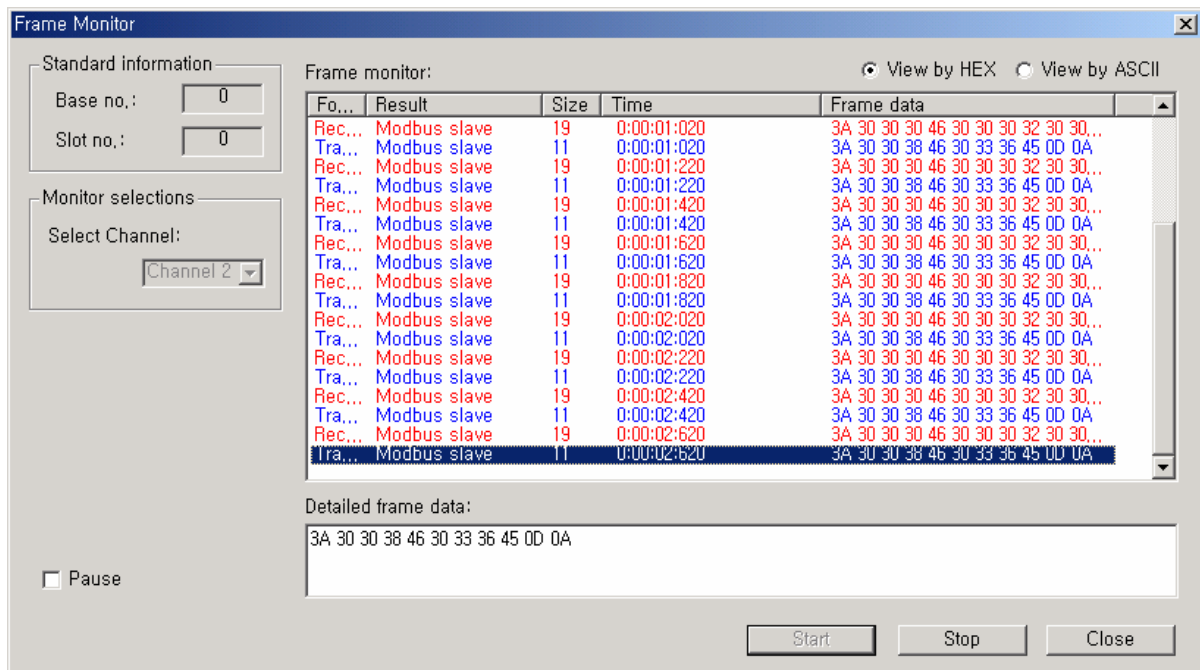 Frame Monitor
Standard information
Base no,: 0
Slot no,: 0
Monitor selections
Select Channel:
Channel 2
Pause
Frame monitor: View by HEX View by ASCII
Fo,,, Result Size Time Frame data
Rec,,, Modbus slave 19 0:00:01:020 3A 30 30 30 46 30 30 30 32 30 30,,,
Tra,,, Modbus slave 11 0:00:01:020 3A 30 30 38 46 30 33 36 45 0D 0A
Rec,,, Modbus slave 19 0:00:01:220 3A 30 30 30 46 30 30 30 32 30 30,,,
Tra,,, Modbus slave 11 0:00:01:220 3A 30 30 38 46 30 33 36 45 0D 0A
Rec,,, Modbus slave 19 0:00:01:420 3A 30 30 30 46 30 30 30 32 30 30,,,
Tra,,, Modbus slave 11 0:00:01:420 3A 30 30 38 46 30 33 36 45 0D 0A
Rec,,, Modbus slave 19 0:00:01:620 3A 30 30 30 46 30 30 30 32 30 30,,,
Tra,,, Modbus slave 11 0:00:01:620 3A 30 30 38 46 30 33 36 45 0D 0A
Rec,,, Modbus slave 19 0:00:01:820 3A 30 30 30 46 30 30 30 32 30 30,,,
Tra,,, Modbus slave 11 0:00:01:820 3A 30 30 38 46 30 33 36 45 0D 0A
Rec,,, Modbus slave 19 0:00:02:020 3A 30 30 30 46 30 30 30 32 30 30,,,
Tra,,, Modbus slave 11 0:00:02:020 3A 30 30 38 46 30 33 36 45 0D 0A
Rec,,, Modbus slave 19 0:00:02:220 3A 30 30 30 46 30 30 30 32 30 30,,,
Tra,,, Modbus slave 11 0:00:02:220 3A 30 30 38 46 30 33 36 45 0D 0A
Rec,,, Modbus slave 19 0:00:02:420 3A 30 30 30 46 30 30 30 32 30 30,,,
Tra,,, Modbus slave 11 0:00:02:420 3A 30 30 38 46 30 33 36 45 0D 0A
Rec,,, Modbus slave 19 0:00:02:620 3A 30 30 30 46 30 30 30 32 30 30,,,
Tra,,, Modbus slave 11 0:00:02:620 3A 30 30 38 46 30 33 36 45 0D 0A
Detailed frame data:
3A 30 30 38 46 30 33 36 45 0D 0A
Start Stop Close